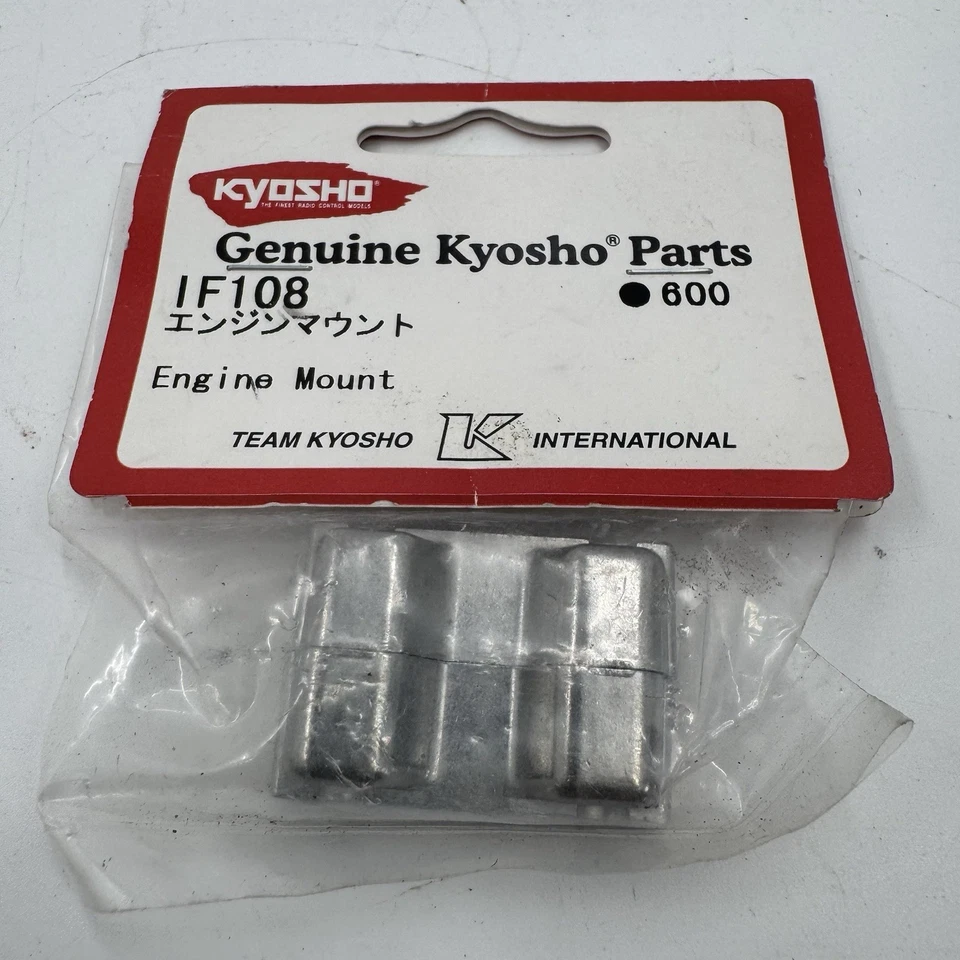 KYOSHO®
THE FINEST RADIO CONTROL MODELS
Genuine Kyosho® Parts
IF108 ●600
エンジンマウント
Engine Mount
TEAM KYOSHO K INTERNATIONAL